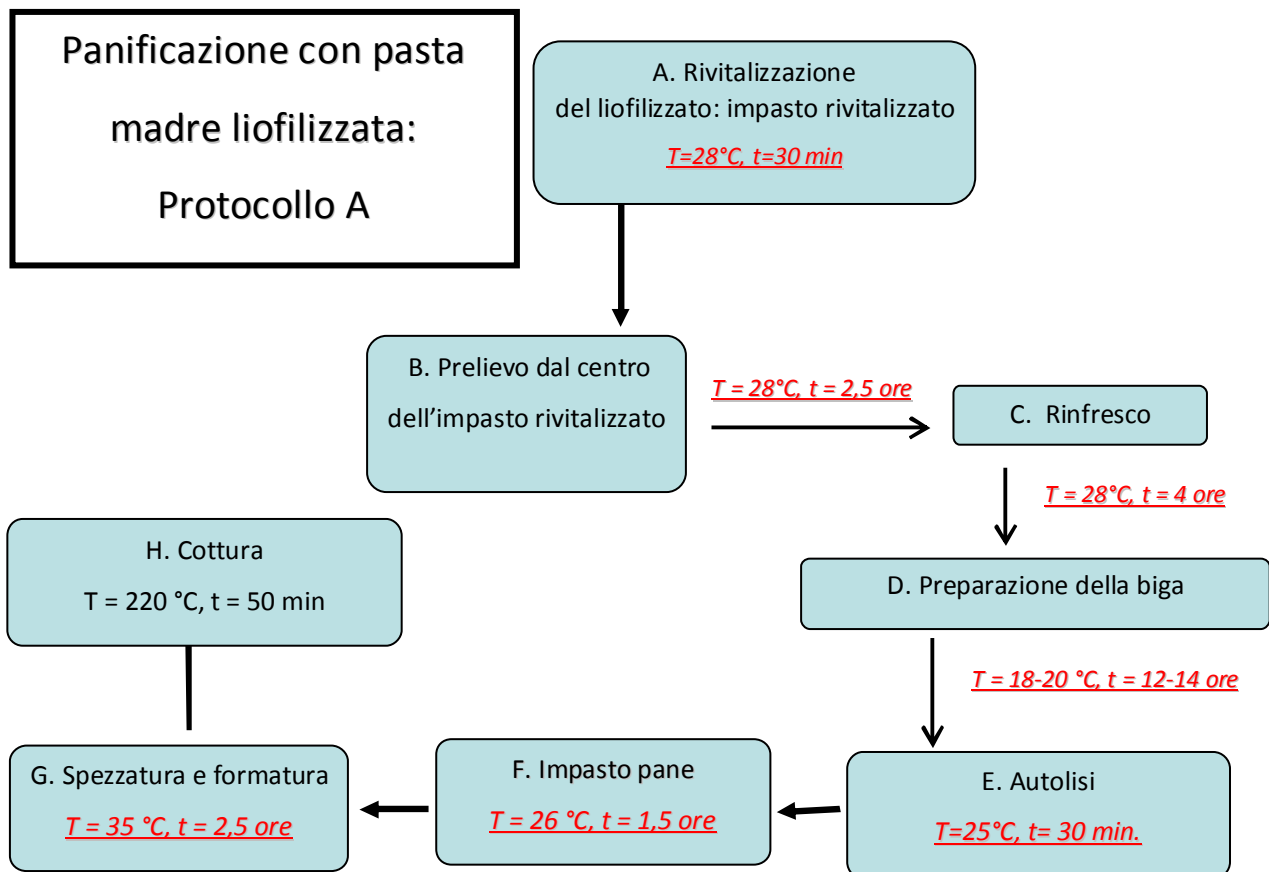 Panificazione con pasta
madre liofilizzata:
Protocollo A
A. Rivitalizzazione
del liofilizzato: impasto rivitalizzato
T=28°C, t=30 min
B. Prelievo dal centro
dell'impasto rivitalizzato
T = 28°C, t = 2,5 ore
C. Rinfresco
T = 28°C, t = 4 ore
D. Preparazione della biga
T = 18-20 °C, t = 12-14 ore
E. Autolisi
T=25°C, t= 30 min.
F. Impasto pane
T = 26 °C, t = 1,5 ore
G. Spezzatura e formatura
T = 35 °C, t = 2,5 ore
H. Cottura
T = 220 °C, t = 50 min